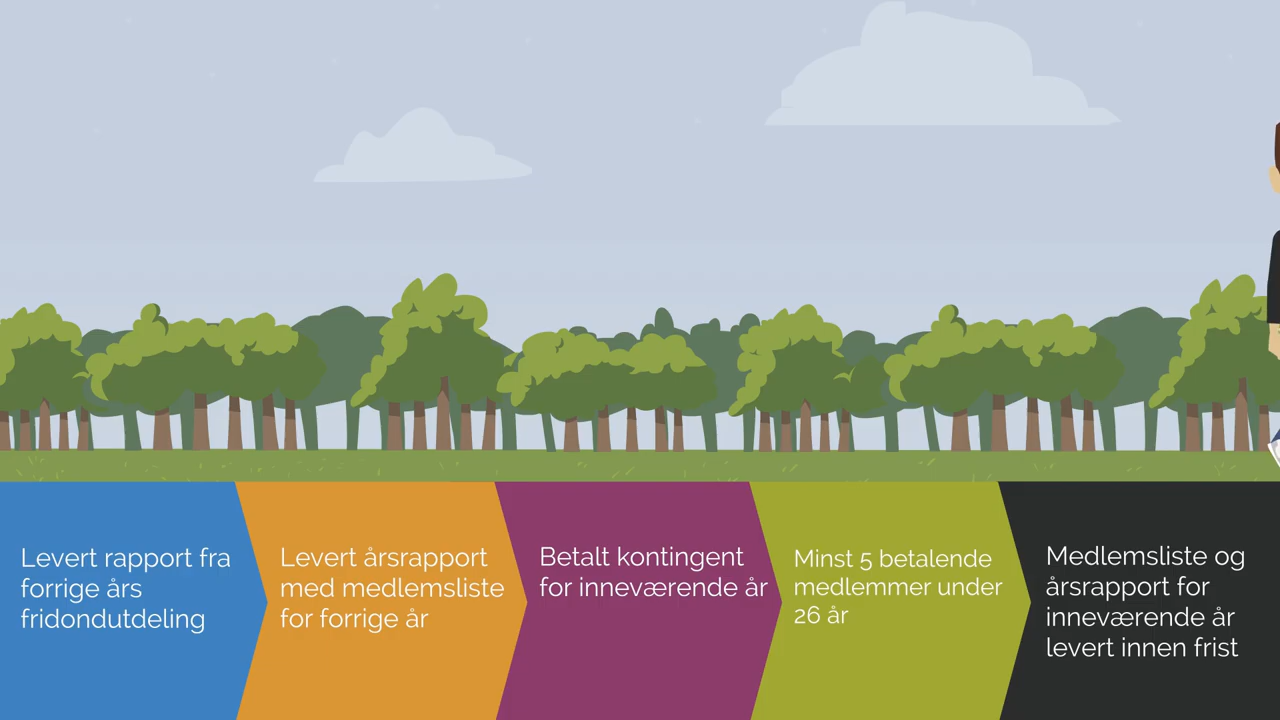 Levert rapport fra
forrige års
fridondutdeling
Levert årsrapport
med medlemsliste
for forrige år
Betalt kontingent
for inneværende år
Minst 5 betalende
medlemmer under
26 år
Medlemsliste og
årsrapport for
inneværende år
levert innen frist